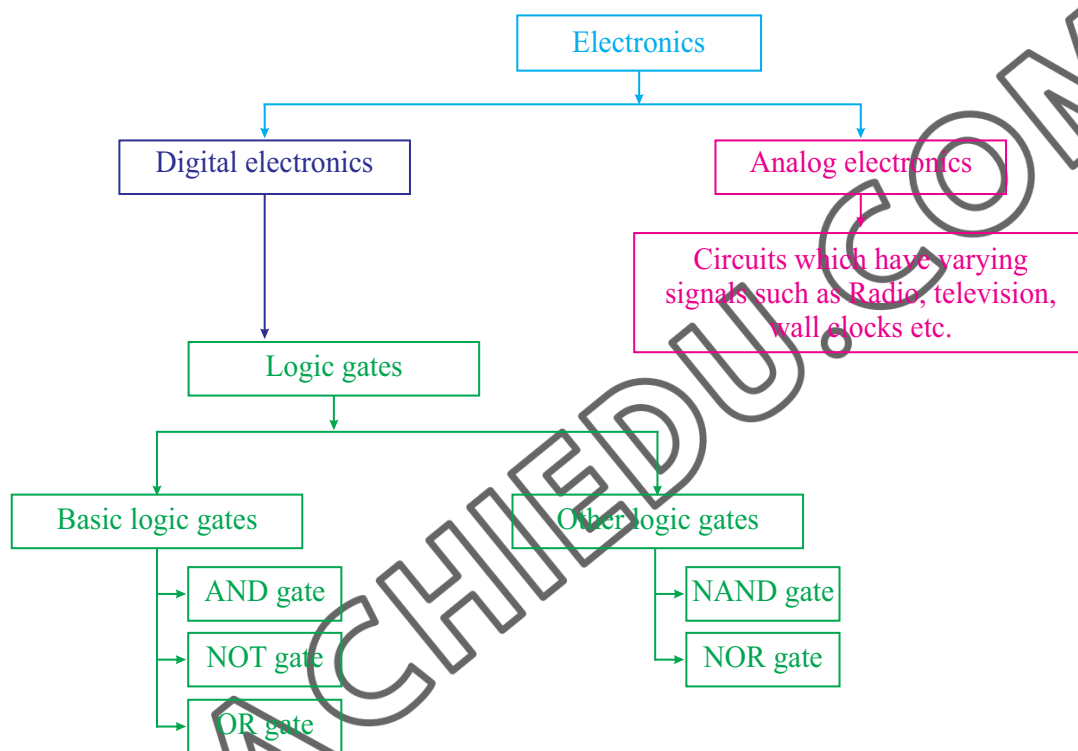 Electronics
Digital electronics
Analog electronics
Circuits which have varying
signals such as Radio, television,
wall clocks etc.
Logic gates
Basic logic gates
Other logic gates
AND gate
NAND gate
NOT gate
NOR gate
OR gate
ACHIEDU.COM